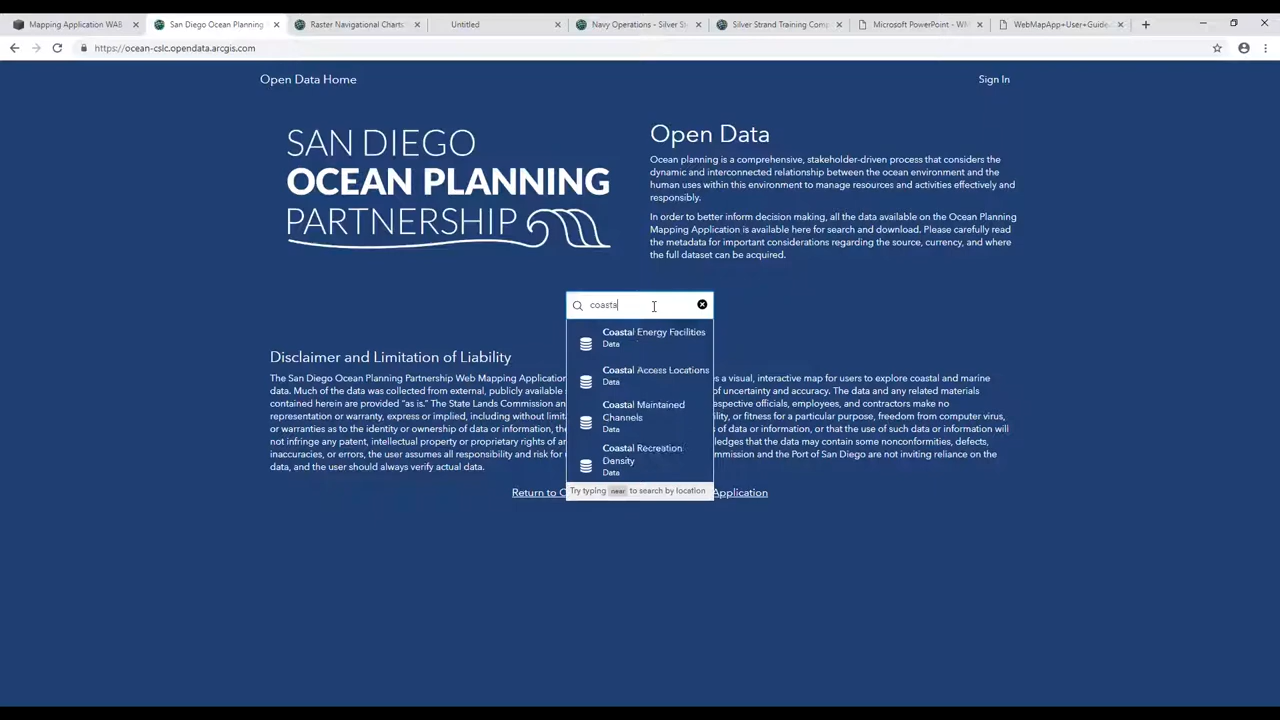 Mapping Application WAB
San Diego Ocean Planning
Raster Navigational Charts
Untitled
Navy Operations - Silver St
Silver Strand Training Comp
Microsoft PowerPoint - W
WebMapApp+User+Guide
https://ocean-cslc.opendata.arcgis.com
Open Data Home
Sign In
SAN DIEGO
OCEAN PLANNING
PARTNERSHIP
Open Data
Ocean planning is a comprehensive, stakeholder-driven process that considers the
dynamic and interconnected relationship between the ocean environment and the
human uses within this environment to manage resources and activities effectively and
responsibly.
In order to better inform decision making, all the data available on the Ocean Planning
Mapping Application is available here for search and download. Please carefully read
the metadata for important considerations regarding the source, currency, and where
the full dataset can be acquired.
coasta
Coastal Energy Facilities
Data
Coastal Access Locations
Data
Coastal Maintained
Channels
Data
Coastal Recreation
Density
Data
Try typing near to search by location
Disclaimer and Limitation of Liability
The San Diego Ocean Planning Partnership Web Mapping Application s a visual, interactive map for users to explore coastal and marine
data. Much of the data was collected from external, publicly available of uncertainty and accuracy. The data and any related materials
contained herein are provided "as is." The State Lands Commission an espective officials, employees, and contractors make no
representation or warranty, express or implied, including without limit ility, or fitness for a particular purpose, freedom from computer virus,
or warranties as to the identity or ownership of data or information, the of data or information, or that the use of such data or information will
not infringe any patent, intellectual property or proprietary rights of an ledges that the data may contain some nonconformities, defects,
inaccuracies, or errors, the user assumes all responsibility and risk for ommission and the Port of San Diego are not inviting reliance on the
data, and the user should always verify actual data.
Return to O Application